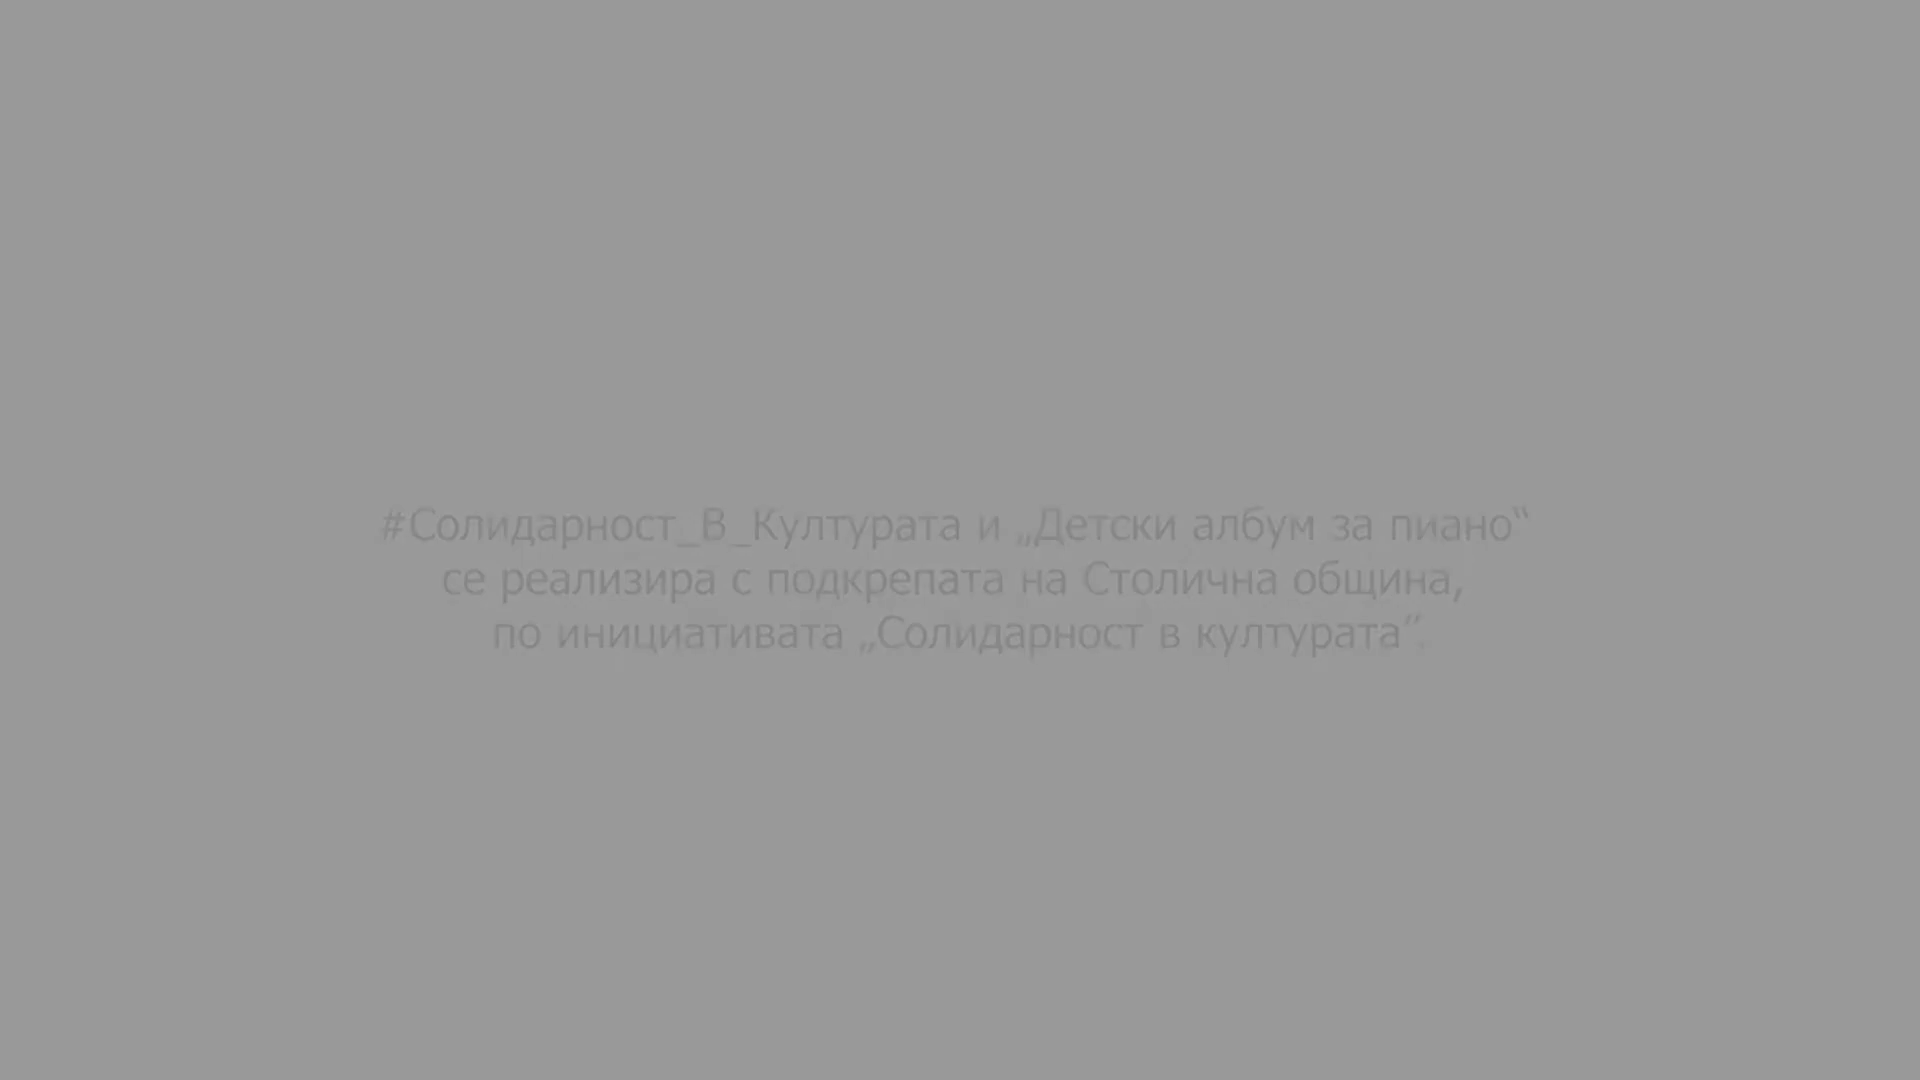 #Солидарност_В_Културата и „Детски албум за пиано“
се реализира с подкрепата на Столична община,
по инициативата „Солидарност в културата”.